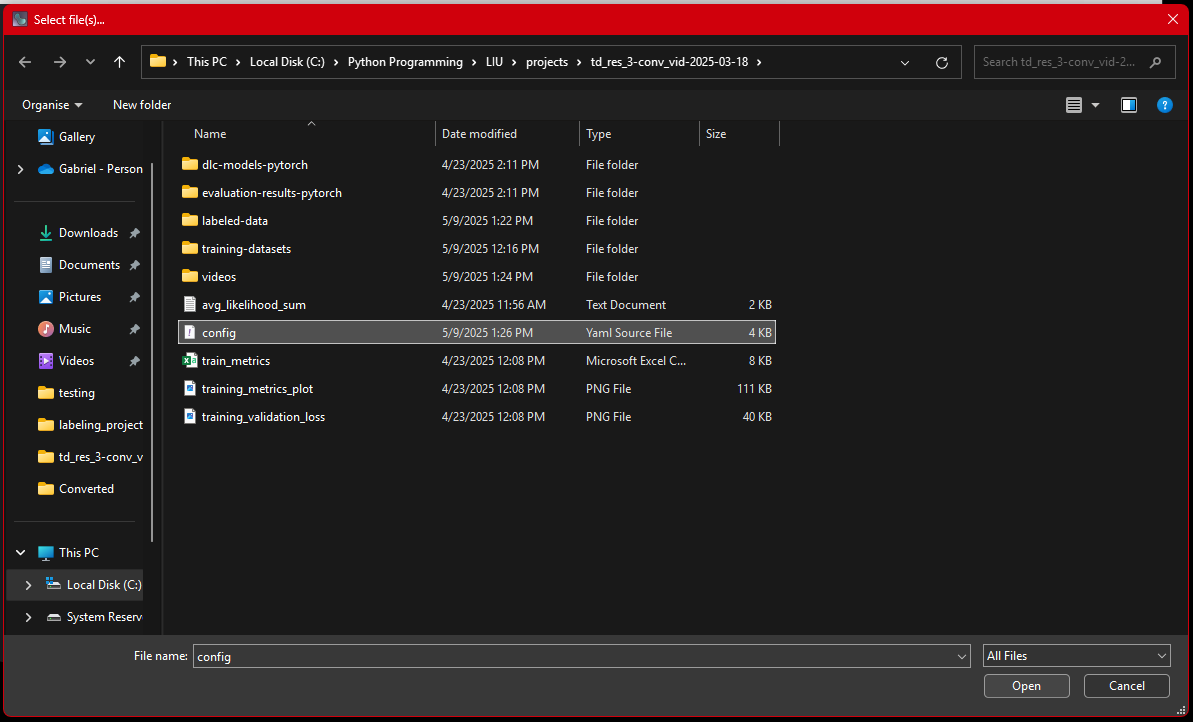 Select file(s)...
This PC > Local Disk (C:) > Python Programming > LIU > projects > td_res_3-conv_vid-2025-03-18 >
Search td_res_3-conv_vid-2...
Organise
New folder
Gallery
Gabriel - Person
Downloads
Documents
Pictures
Music
Videos
testing
labeling_project
td_res_3-conv_v
Converted
This PC
Local Disk (C:)
System Reserv
Name Date modified Type Size
dlc-models-pytorch 4/23/2025 2:11 PM File folder
evaluation-results-pytorch 4/23/2025 2:11 PM File folder
labeled-data 5/9/2025 1:22 PM File folder
training-datasets 5/9/2025 12:16 PM File folder
videos 5/9/2025 1:24 PM File folder
avg_likelihood_sum 4/23/2025 11:56 AM Text Document 2 KB
config 5/9/2025 1:26 PM Yaml Source File 4 KB
train_metrics 4/23/2025 12:08 PM Microsoft Excel C... 8 KB
training_metrics_plot 4/23/2025 12:08 PM PNG File 111 KB
training_validation_loss 4/23/2025 12:08 PM PNG File 40 KB
File name: config
All Files
Open
Cancel